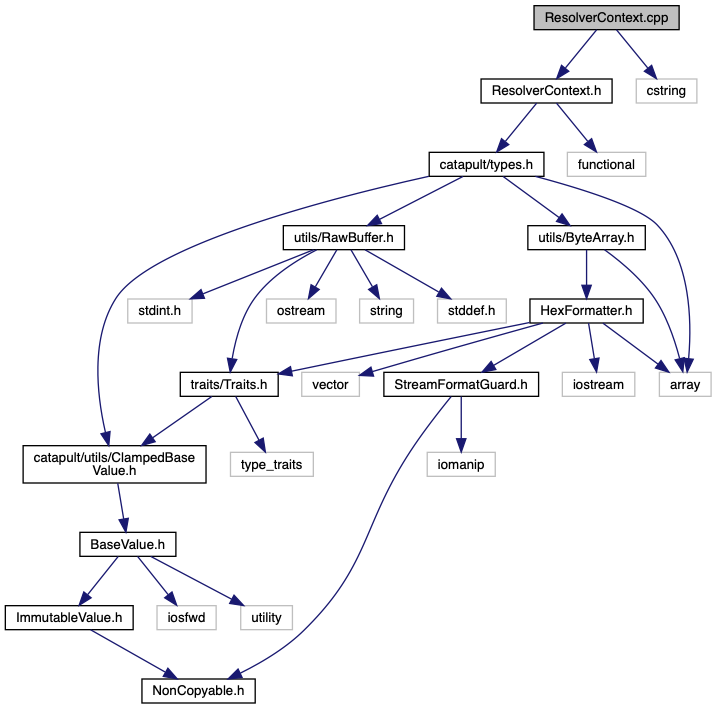 ResolverContext.cpp
ResolverContext.h
cstring
catapult/types.h
functional
utils/RawBuffer.h
utils/ByteArray.h
stdint.h
ostream
string
stddef.h
HexFormatter.h
traits/Traits.h
vector
StreamFormatGuard.h
iostream
array
catapult/utils/ClampedBase
Value.h
type_traits
iomanip
BaseValue.h
ImmutableValue.h
iosfwd
utility
NonCopyable.h